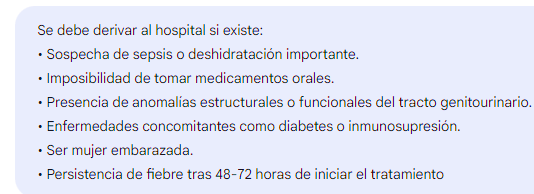 Se debe derivar al hospital si existe:
• Sospecha de sepsis o deshidratación importante.
• Imposibilidad de tomar medicamentos orales.
• Presencia de anomalías estructurales o funcionales del tracto genitourinario.
• Enfermedades concomitantes como diabetes o inmunosupresión.
• Ser mujer embarazada.
• Persistencia de fiebre tras 48-72 horas de iniciar el tratamiento